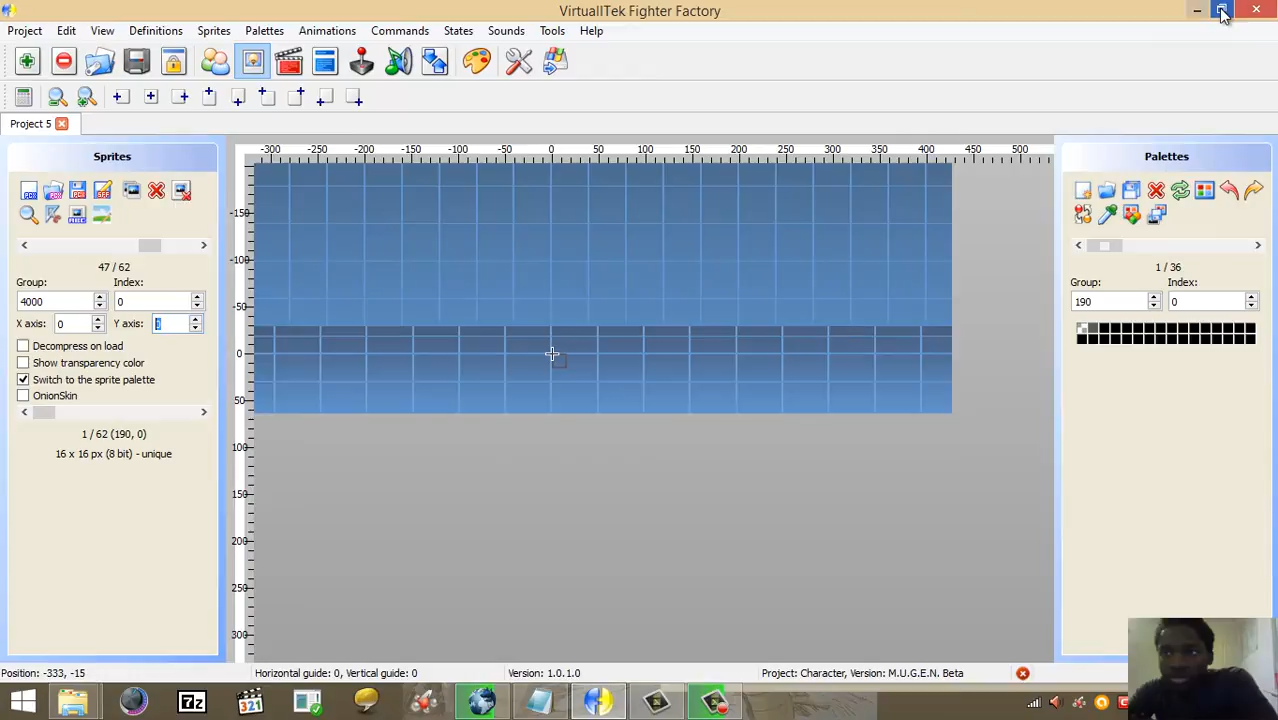 VirtuallTek Fighter Factory
Project Edit View Definitions Sprites Palettes Animations Commands States Sounds Tools Help
Project 5
Sprites
47 / 62
Group: Index:
4000 0
X axis: 0 Y axis:
Decompress on load
Show transparency color
Switch to the sprite palette
OnionSkin
1 / 62 (190, 0)
16 x 16 px (8 bit) - unique
-300 -250 -200 -150 -100 -50 0 50 100 150 200 250 300 350 400 450 500
-150
-100
-50
0
50
100
150
200
250
300
Palettes
1 / 36
Group: Index:
190 0
Position: -333, -15 Horizontal guide: 0, Vertical guide: 0 Version: 1.0.1.0 Project: Character, Version: M.U.G.E.N. Beta
7z
321